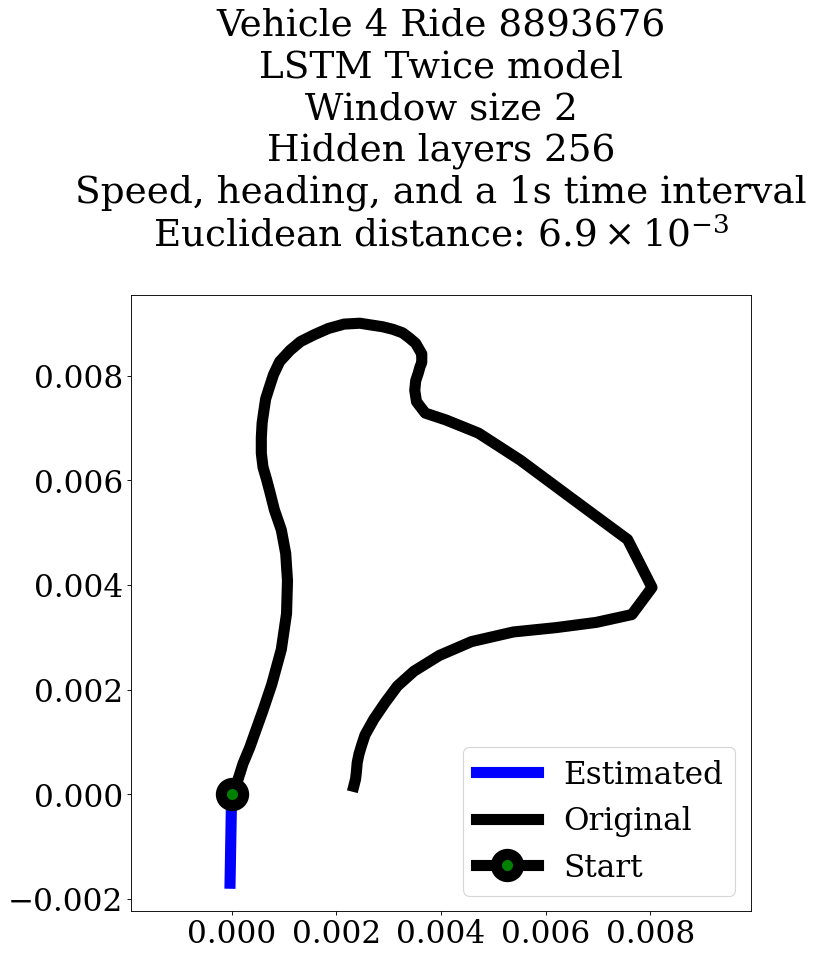 Vehicle 4 Ride 8893676
LSTM Twice model
Window size 2
Hidden layers 256
Speed, heading, and a 1s time interval
Euclidean distance: 6.9 × 10⁻³
0.008
0.006
0.004
0.002
0.000
−0.002
0.000 0.002 0.004 0.006 0.008
Estimated
Original
Start